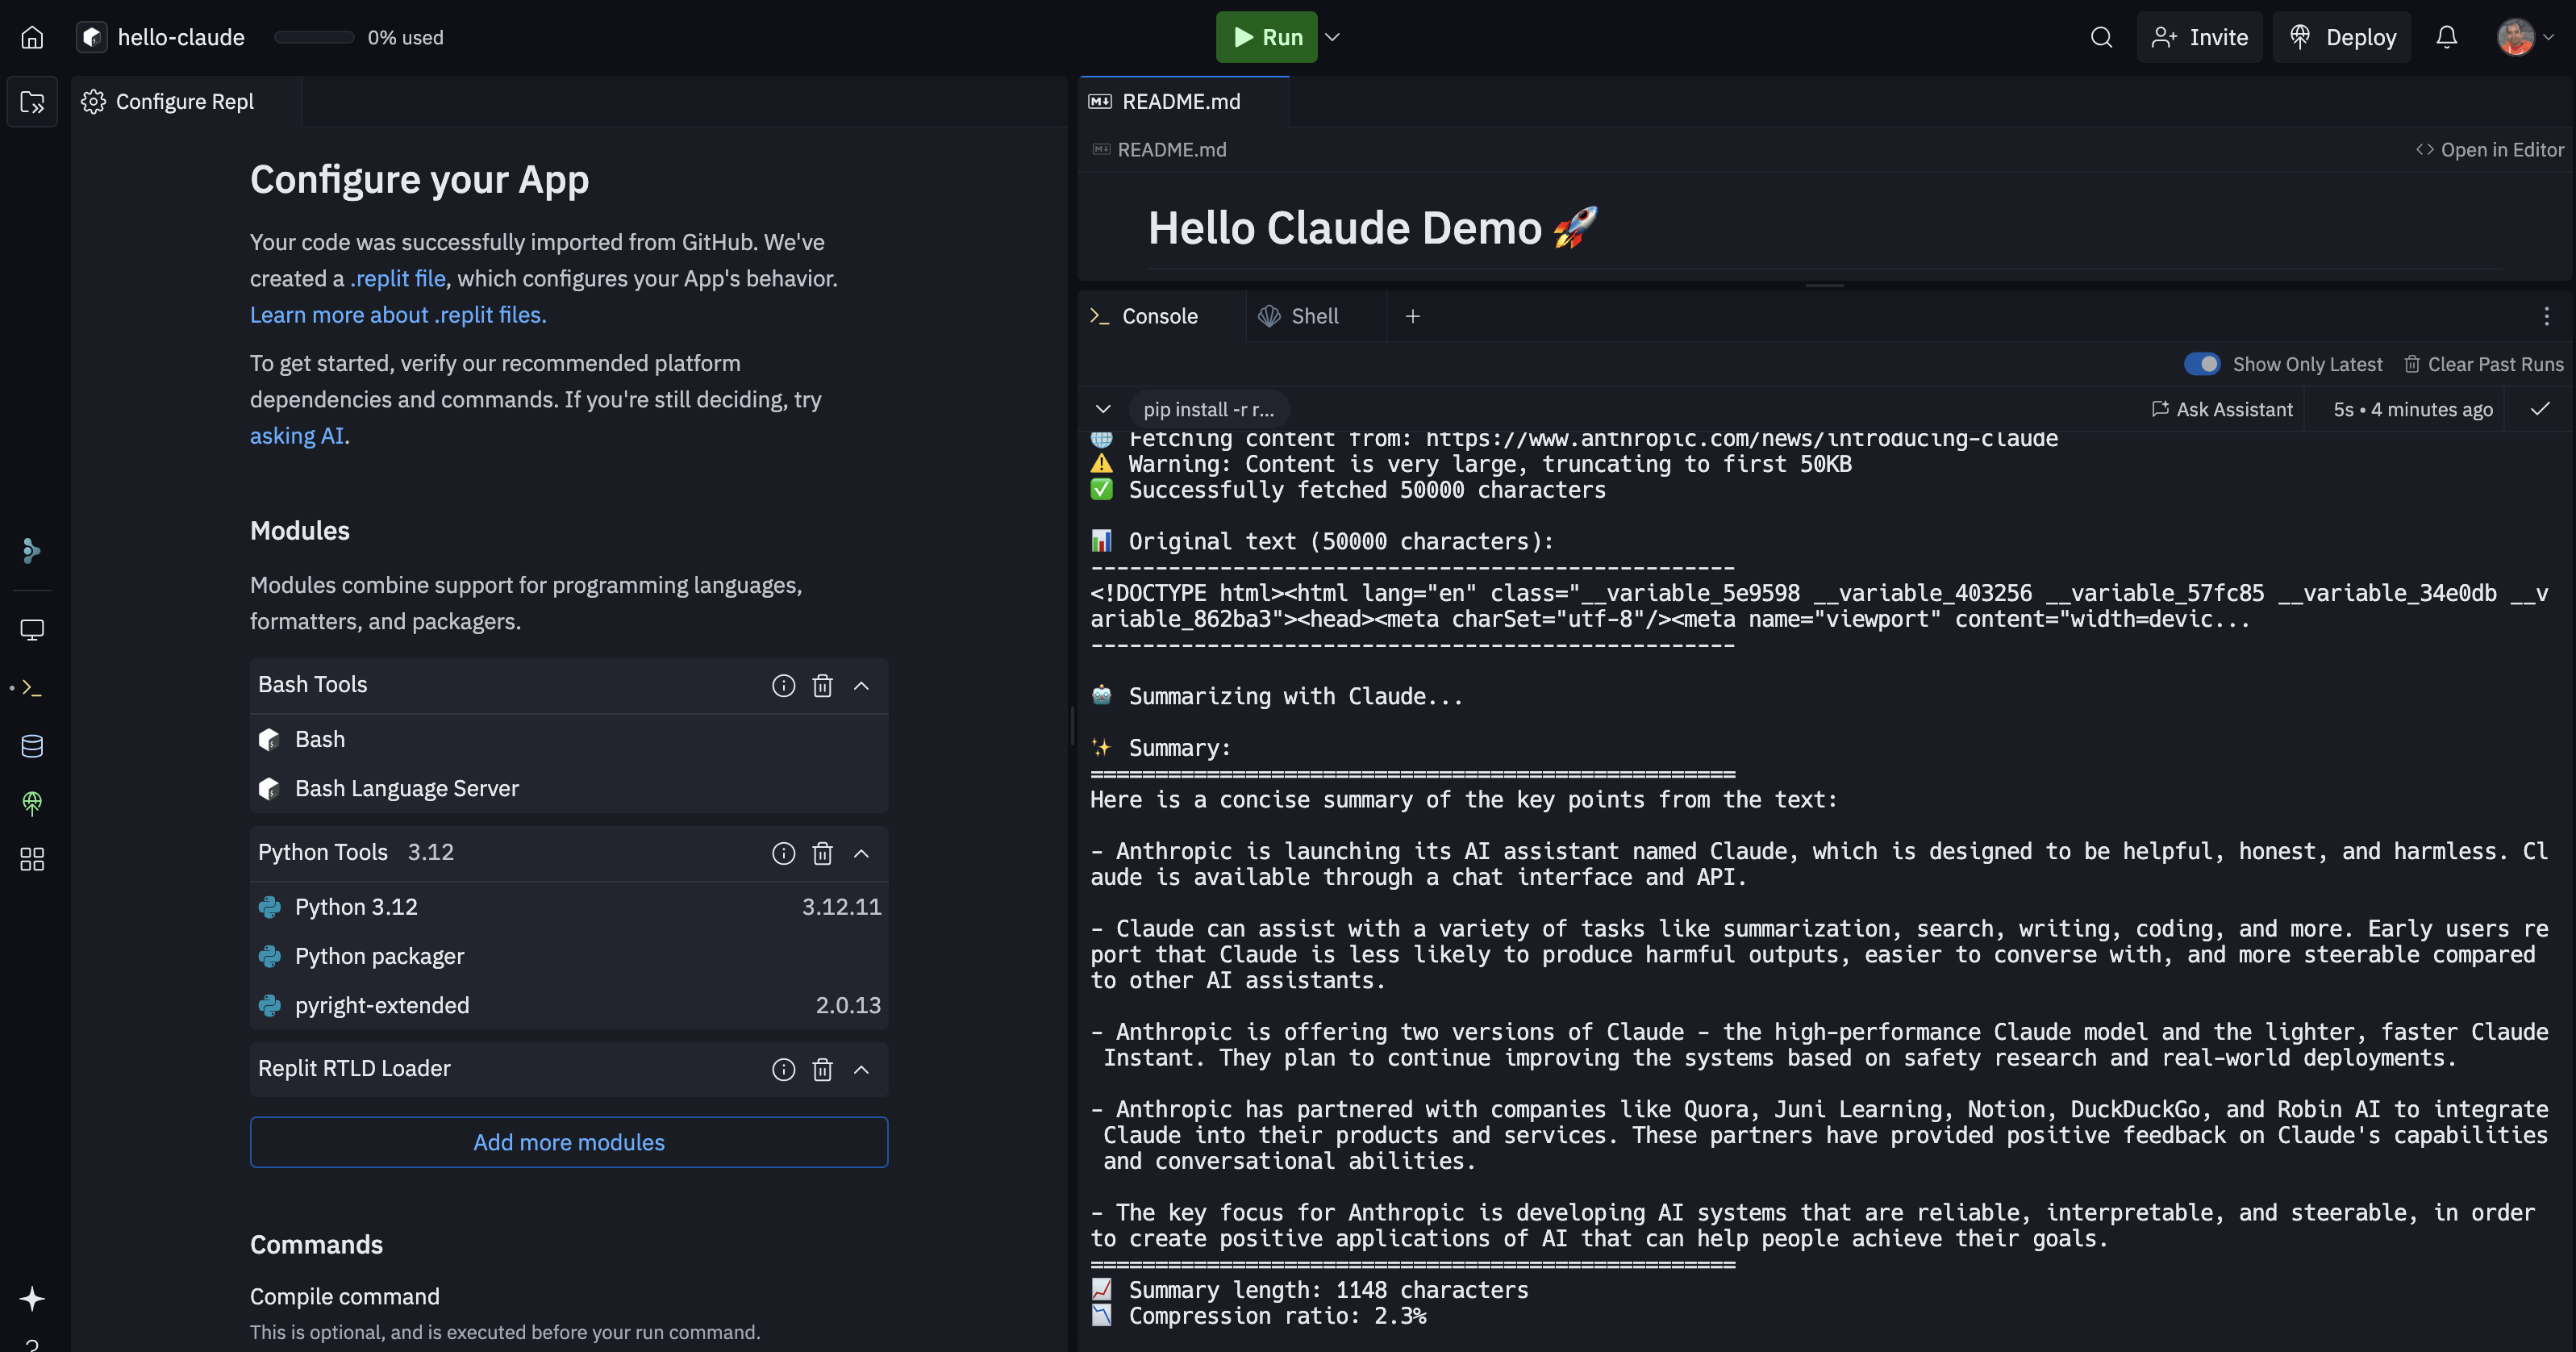 hello-claude
0% used
Run
Invite
Deploy
Configure Repl
Configure your App
Your code was successfully imported from GitHub. We've
created a .replit file, which configures your App's behavior.
Learn more about .replit files.
To get started, verify our recommended platform
dependencies and commands. If you're still deciding, try
asking AI.
Modules
Modules combine support for programming languages,
formatters, and packagers.
Bash Tools
Bash
Bash Language Server
Python Tools 3.12
Python 3.12 3.12.11
Python packager
pyright-extended 2.0.13
Replit RTLD Loader
Add more modules
Commands
Compile command
This is optional, and is executed before your run command.
README.md
README.md
Open in Editor
Hello Claude Demo 🚀
Console
Shell
Show Only Latest
Clear Past Runs
pip install -r r...
Ask Assistant
5s • 4 minutes ago
🌐 Fetching content from: https://www.anthropic.com/news/introducing-claude
⚠️ Warning: Content is very large, truncating to first 50KB
✅ Successfully fetched 50000 characters
📊 Original text (50000 characters):
--------------------------------------------------
<!DOCTYPE html><html lang="en" class="__variable_5e9598 __variable_403256 __variable_57fc85 __variable_34e0db __v
ariable_862ba3"><head><meta charSet="utf-8"/><meta name="viewport" content="width=devic...
--------------------------------------------------
🤖 Summarizing with Claude...
✨ Summary:
==================================================
Here is a concise summary of the key points from the text:
- Anthropic is launching its AI assistant named Claude, which is designed to be helpful, honest, and harmless. Cl
aude is available through a chat interface and API.
- Claude can assist with a variety of tasks like summarization, search, writing, coding, and more. Early users re
port that Claude is less likely to produce harmful outputs, easier to converse with, and more steerable compared
to other AI assistants.
- Anthropic is offering two versions of Claude - the high-performance Claude model and the lighter, faster Claude
Instant. They plan to continue improving the systems based on safety research and real-world deployments.
- Anthropic has partnered with companies like Quora, Juni Learning, Notion, DuckDuckGo, and Robin AI to integrate
Claude into their products and services. These partners have provided positive feedback on Claude's capabilities
and conversational abilities.
- The key focus for Anthropic is developing AI systems that are reliable, interpretable, and steerable, in order
to create positive applications of AI that can help people achieve their goals.
==================================================
📈 Summary length: 1148 characters
📉 Compression ratio: 2.3%